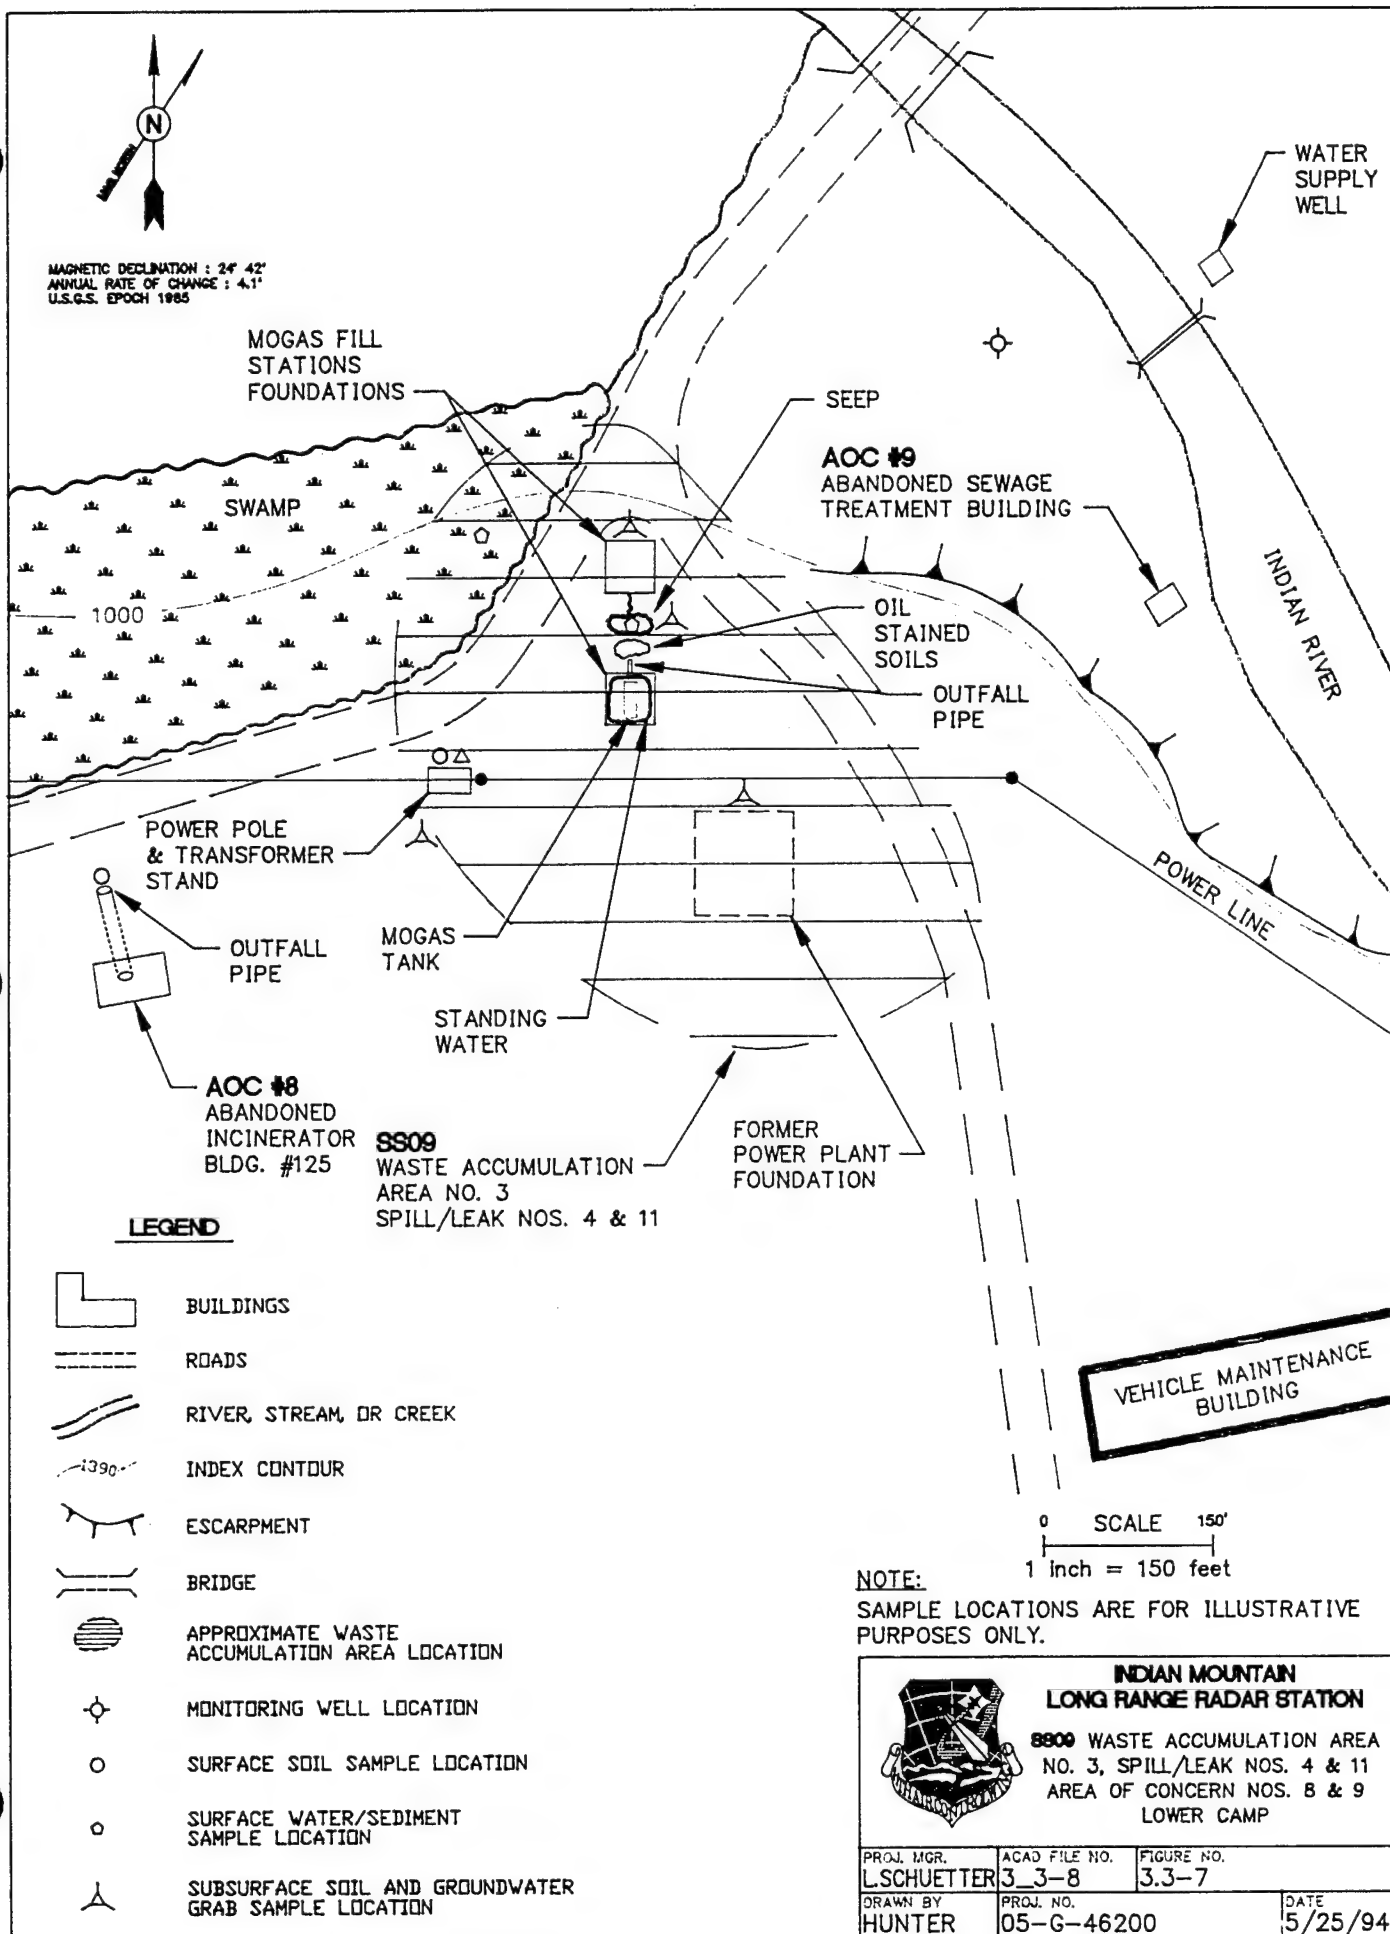 N
MAG NORTH
MAGNETIC DECLINATION : 24° 42'
ANNUAL RATE OF CHANGE : 4.1'
U.S.G.S. EPOCH 1985
WATER
SUPPLY
WELL
MOGAS FILL
STATIONS
FOUNDATIONS
SEEP
AOC #9
ABANDONED SEWAGE
TREATMENT BUILDING
SWAMP
1000
INDIAN RIVER
OIL
STAINED
SOILS
OUTFALL
PIPE
POWER POLE
& TRANSFORMER
STAND
POWER LINE
OUTFALL
PIPE
MOGAS
TANK
STANDING
WATER
AOC #8
ABANDONED
INCINERATOR
BLDG. #125
SS09
WASTE ACCUMULATION
AREA NO. 3
SPILL/LEAK NOS. 4 & 11
FORMER
POWER PLANT
FOUNDATION
LEGEND
BUILDINGS
ROADS
RIVER, STREAM, OR CREEK
1390
INDEX CONTOUR
ESCARPMENT
BRIDGE
APPROXIMATE WASTE
ACCUMULATION AREA LOCATION
MONITORING WELL LOCATION
SURFACE SOIL SAMPLE LOCATION
SURFACE WATER/SEDIMENT
SAMPLE LOCATION
SUBSURFACE SOIL AND GROUNDWATER
GRAB SAMPLE LOCATION
VEHICLE MAINTENANCE
BUILDING
0 SCALE 150'
1 inch = 150 feet
NOTE:
SAMPLE LOCATIONS ARE FOR ILLUSTRATIVE
PURPOSES ONLY.
INDIAN MOUNTAIN
LONG RANGE RADAR STATION
SS09 WASTE ACCUMULATION AREA
NO. 3, SPILL/LEAK NOS. 4 & 11
AREA OF CONCERN NOS. 8 & 9
LOWER CAMP
PROJ. MGR. ACAD FILE NO. FIGURE NO.
L.SCHUETTER 3_3-8 3.3-7
DRAWN BY PROJ. NO. DATE
HUNTER 05-G-46200 5/25/94